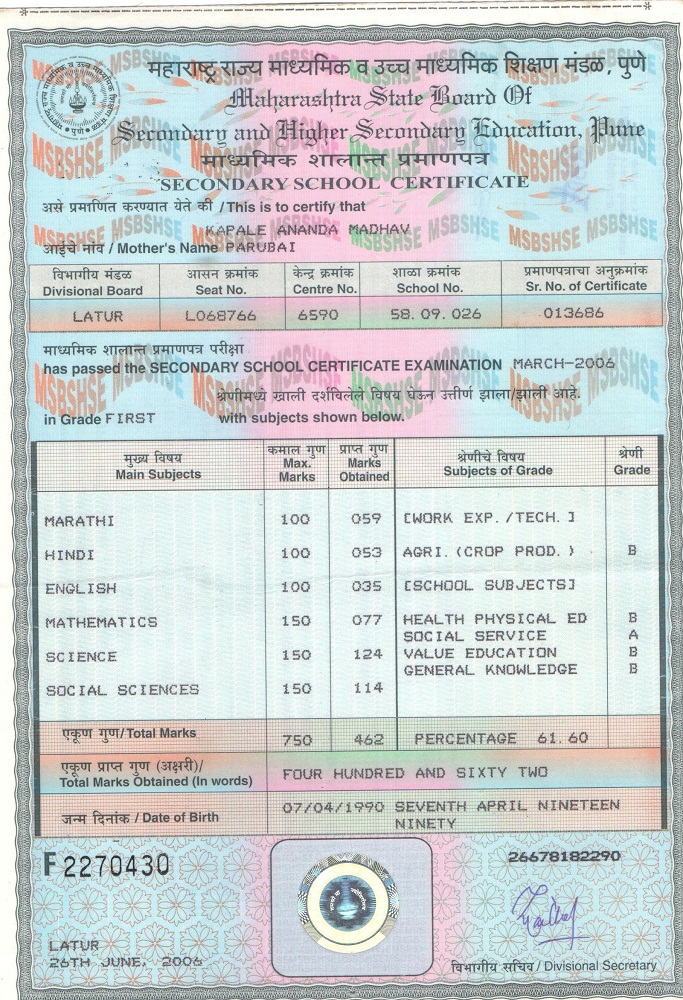 महाराष्ट्र राज्य माध्यमिक व उच्च माध्यमिक शिक्षण मंडळ, पुणे
Maharashtra State Board Of
Secondary and Higher Secondary Education, Pune
माध्यमिक शालान्त प्रमाणपत्र
SECONDARY SCHOOL CERTIFICATE
असे प्रमाणित करण्यात येते की / This is to certify that
KAPALE ANANDA MADHAV
आईचे नांव / Mother's Name PARUBAI
विभागीय मंडळ आसन क्रमांक केन्द्र क्रमांक शाळा क्रमांक प्रमाणपत्राचा अनुक्रमांक
Divisional Board Seat No. Centre No. School No. Sr. No. of Certificate
LATUR L068766 6590 58.09.026 013686
माध्यमिक शालान्त प्रमाणपत्र परीक्षा
has passed the SECONDARY SCHOOL CERTIFICATE EXAMINATION MARCH-2006
श्रेणीमध्ये खाली दर्शविलेले विषय घेऊन उत्तीर्ण झाला/झाली आहे.
in Grade FIRST with subjects shown below.
मुख्य विषय कमाल गुण प्राप्त गुण श्रेणीचे विषय श्रेणी
Main Subjects Max. Marks Marks Obtained Subjects of Grade Grade
MARATHI 100 059 [WORK EXP./TECH.]
HINDI 100 053 AGRI.(CROP PROD.) B
ENGLISH 100 035 [SCHOOL SUBJECTS]
MATHEMATICS 150 077 HEALTH PHYSICAL ED B
SOCIAL SERVICE A
SCIENCE 150 124 VALUE EDUCATION B
GENERAL KNOWLEDGE B
SOCIAL SCIENCES 150 114
एकूण गुण/Total Marks 750 462 PERCENTAGE 61.60
एकूण प्राप्त गुण (अक्षरी)/
Total Marks Obtained (In words) FOUR HUNDRED AND SIXTY TWO
जन्म दिनांक / Date of Birth 07/04/1990 SEVENTH APRIL NINETEEN
NINETY
F 2270430 26678182290
LATUR
26TH JUNE, 2006
विभागीय सचिव / Divisional Secretary